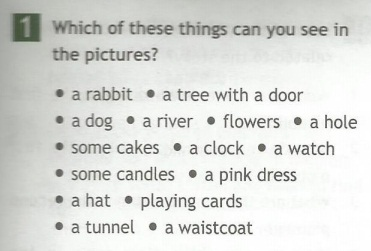 1 Which of these things can you see in
the pictures?
• a rabbit • a tree with a door
• a dog • a river • flowers • a hole
• some cakes • a clock • a watch
• some candles • a pink dress
• a hat • playing cards
• a tunnel • a waistcoat